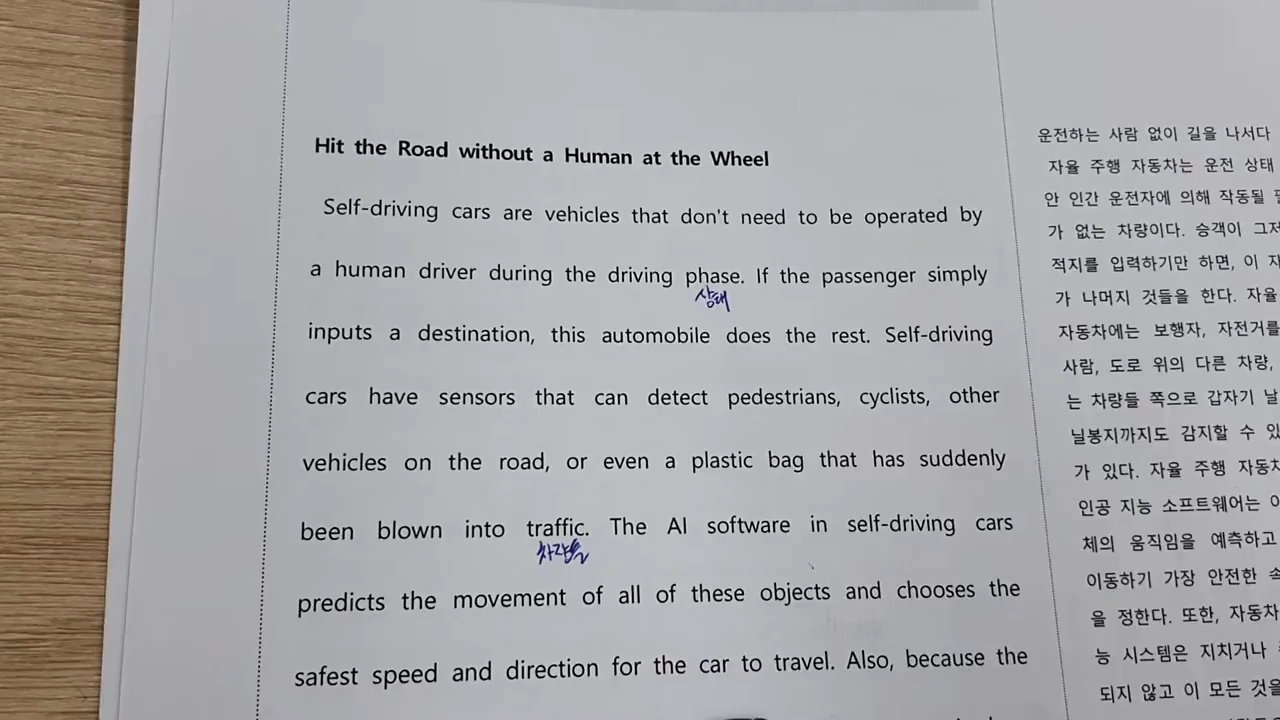 Hit the Road without a Human at the Wheel
Self-driving cars are vehicles that don't need to be operated by
a human driver during the driving phase. If the passenger simply
상태
inputs a destination, this automobile does the rest. Self-driving
cars have sensors that can detect pedestrians, cyclists, other
vehicles on the road, or even a plastic bag that has suddenly
been blown into traffic. The AI software in self-driving cars
차량들
predicts the movement of all of these objects and chooses the
safest speed and direction for the car to travel. Also, because the
운전하는 사람 없이 길을 나서다
자율 주행 자동차는 운전 상태
안 인간 운전자에 의해 작동될
가 없는 차량이다. 승객이
적지를 입력하기만 하면, 이
가 나머지 것들을 한다. 자율
자동차에는 보행자, 자전거를
사람, 도로 위의 다른 차량,
는 차량들 쪽으로 갑자기 날
닐봉지까지도 감지할 수
가 있다. 자율 주행
인공 지능 소프트웨어는
체의 움직임을 예측하고
이동하기 가장 안전한
을 정한다. 또한, 자동차
능 시스템은 지치거나
되지 않고 이 모든 것을